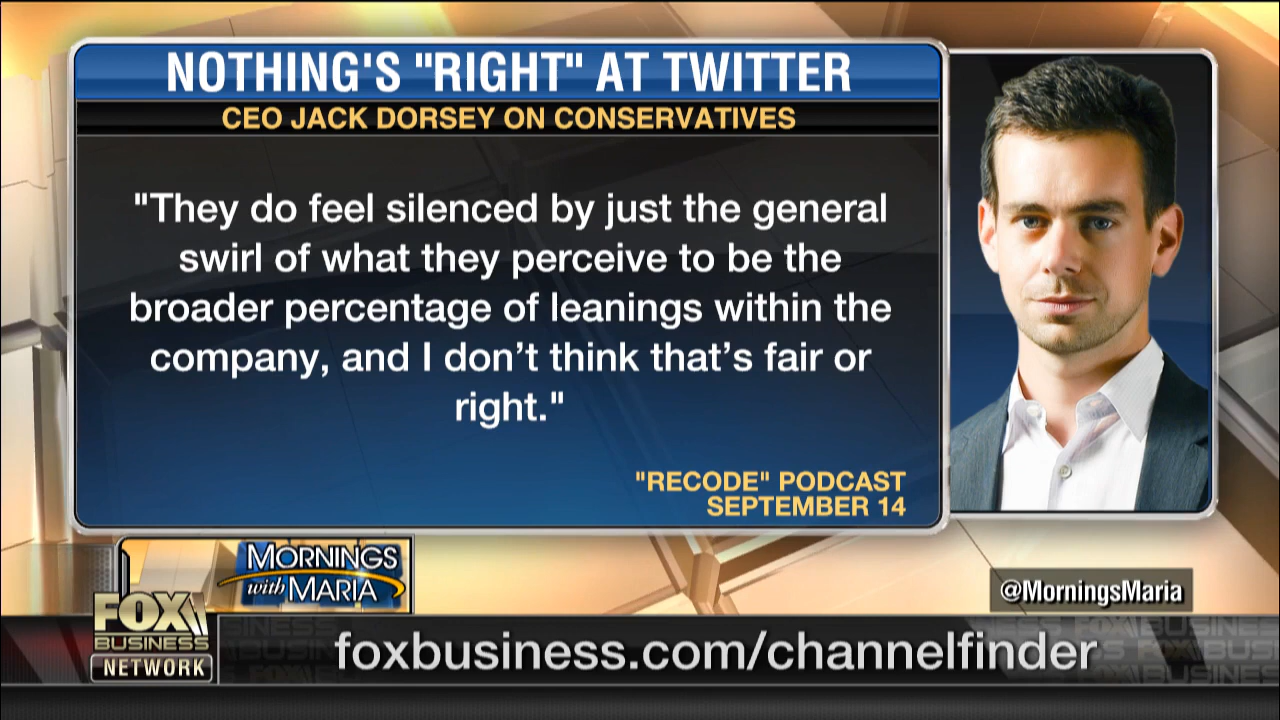 NOTHING'S "RIGHT" AT TWITTER
CEO JACK DORSEY ON CONSERVATIVES
"They do feel silenced by just the general
swirl of what they perceive to be the
broader percentage of leanings within the
company, and I don’t think that’s fair or
right."
"RECODE" PODCAST
SEPTEMBER 14
MORNINGS
with MARIA
@MorningsMaria
FOX
BUSINESS
NETWORK
foxbusiness.com/channelfinder